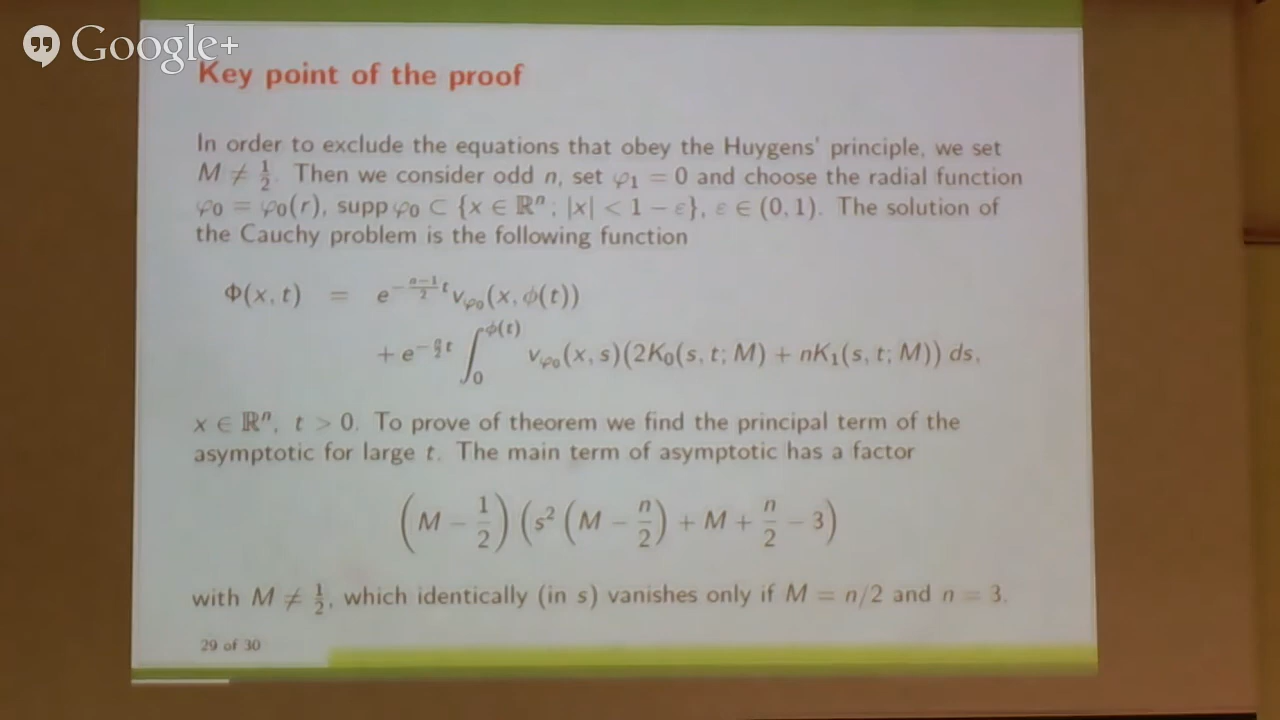 Google+
Key point of the proof
In order to exclude the equations that obey the Huygens' principle, we set
M ≠ 1/2. Then we consider odd n, set φ₁ = 0 and choose the radial function
φ₀ = φ₀(r), supp φ₀ ⊂ {x ∈ ℝⁿ ; |x| < 1 − ε}, ε ∈ (0, 1). The solution of
the Cauchy problem is the following function
Φ(x, t) = e^{−(n−1)/2 t} v_{φ₀}(x, ϕ(t))
+ e^{−n/2 t} ∫₀^{ϕ(t)} v_{φ₀}(x, s)(2K₀(s, t; M) + nK₁(s, t; M)) ds,
x ∈ ℝⁿ, t > 0. To prove of theorem we find the principal term of the
asymptotic for large t. The main term of asymptotic has a factor
(M − 1/2) (s² (M − n/2) + M + n/2 − 3)
with M ≠ 1/2, which identically (in s) vanishes only if M = n/2 and n = 3.
29 of 30